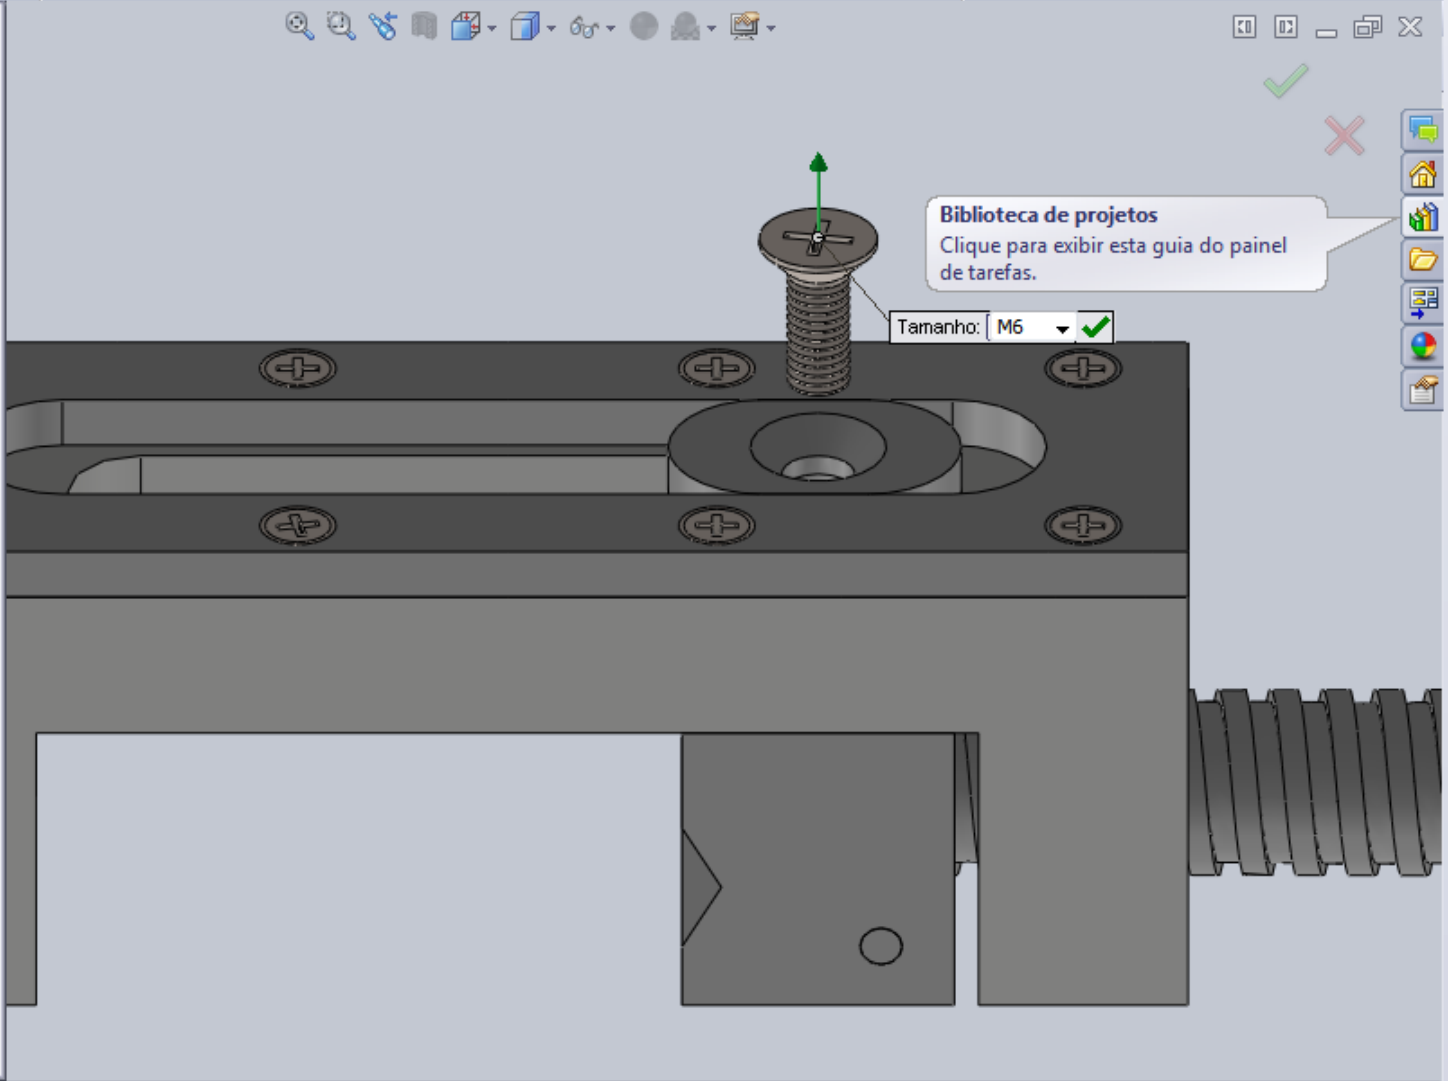 Biblioteca de projetos
Clique para exibir esta guia do painel
de tarefas.
Tamanho: M6